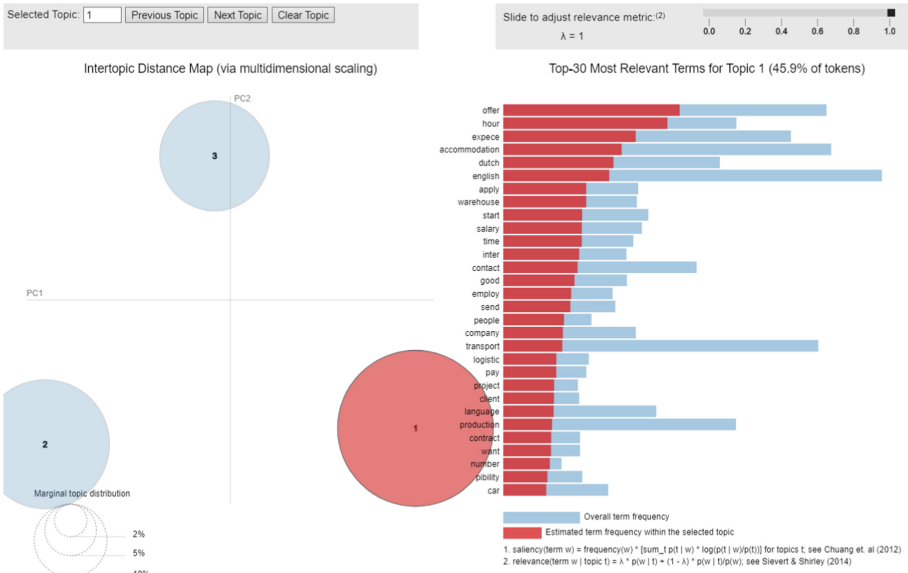 Selected Topic: 1 Previous Topic Next Topic Clear Topic
Slide to adjust relevance metric:(2)
λ = 1
0.0 0.2 0.4 0.6 0.8 1.0
Intertopic Distance Map (via multidimensional scaling)
PC2
PC1
3
1
2
Marginal topic distribution
2%
5%
10%
Top-30 Most Relevant Terms for Topic 1 (45.9% of tokens)
offer
hour
expece
accommodation
dutch
english
apply
warehouse
start
salary
time
inter
contact
good
employ
send
people
company
transport
logistic
pay
project
client
language
production
contract
want
number
pibility
car
Overall term frequency
Estimated term frequency within the selected topic
1. saliency(term w) = frequency(w) * [sum_t p(t | w) * log(p(t | w)/p(t))] for topics t; see Chuang et. al (2012)
2. relevance(term w | topic t) = λ * p(w | t) + (1 - λ) * p(w | t)/p(w); see Sievert & Shirley (2014)